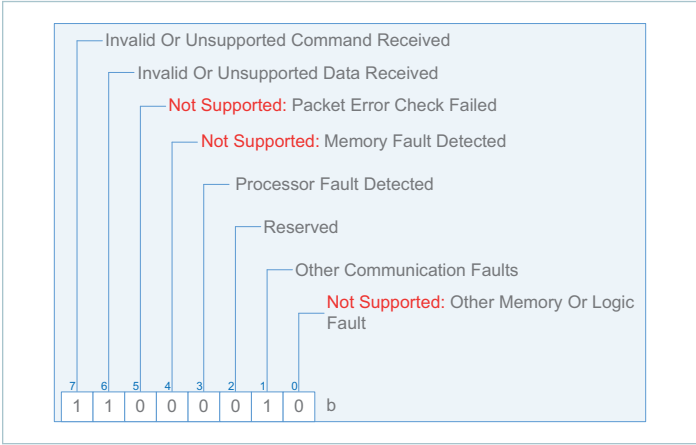 Invalid Or Unsupported Command Received
Invalid Or Unsupported Data Received
Not Supported: Packet Error Check Failed
Not Supported: Memory Fault Detected
Processor Fault Detected
Reserved
Other Communication Faults
Not Supported: Other Memory Or Logic
Fault
7 6 5 4 3 2 1 0
1 1 0 0 0 0 1 0 b